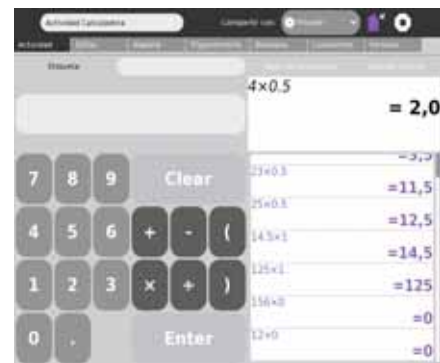 Actividad Calculadora
Compartir con: Privado
Actividad
Etiqueta:
4×0.5
= 2,0
=3,5
7 8 9 Clear
23×0.5
=11,5
25×0.5
=12,5
4 5 6 + - (
14.5×1
=14,5
1 2 3 × ÷ )
125×1
=125
156×0
=0
0 . Enter
12×0
=0